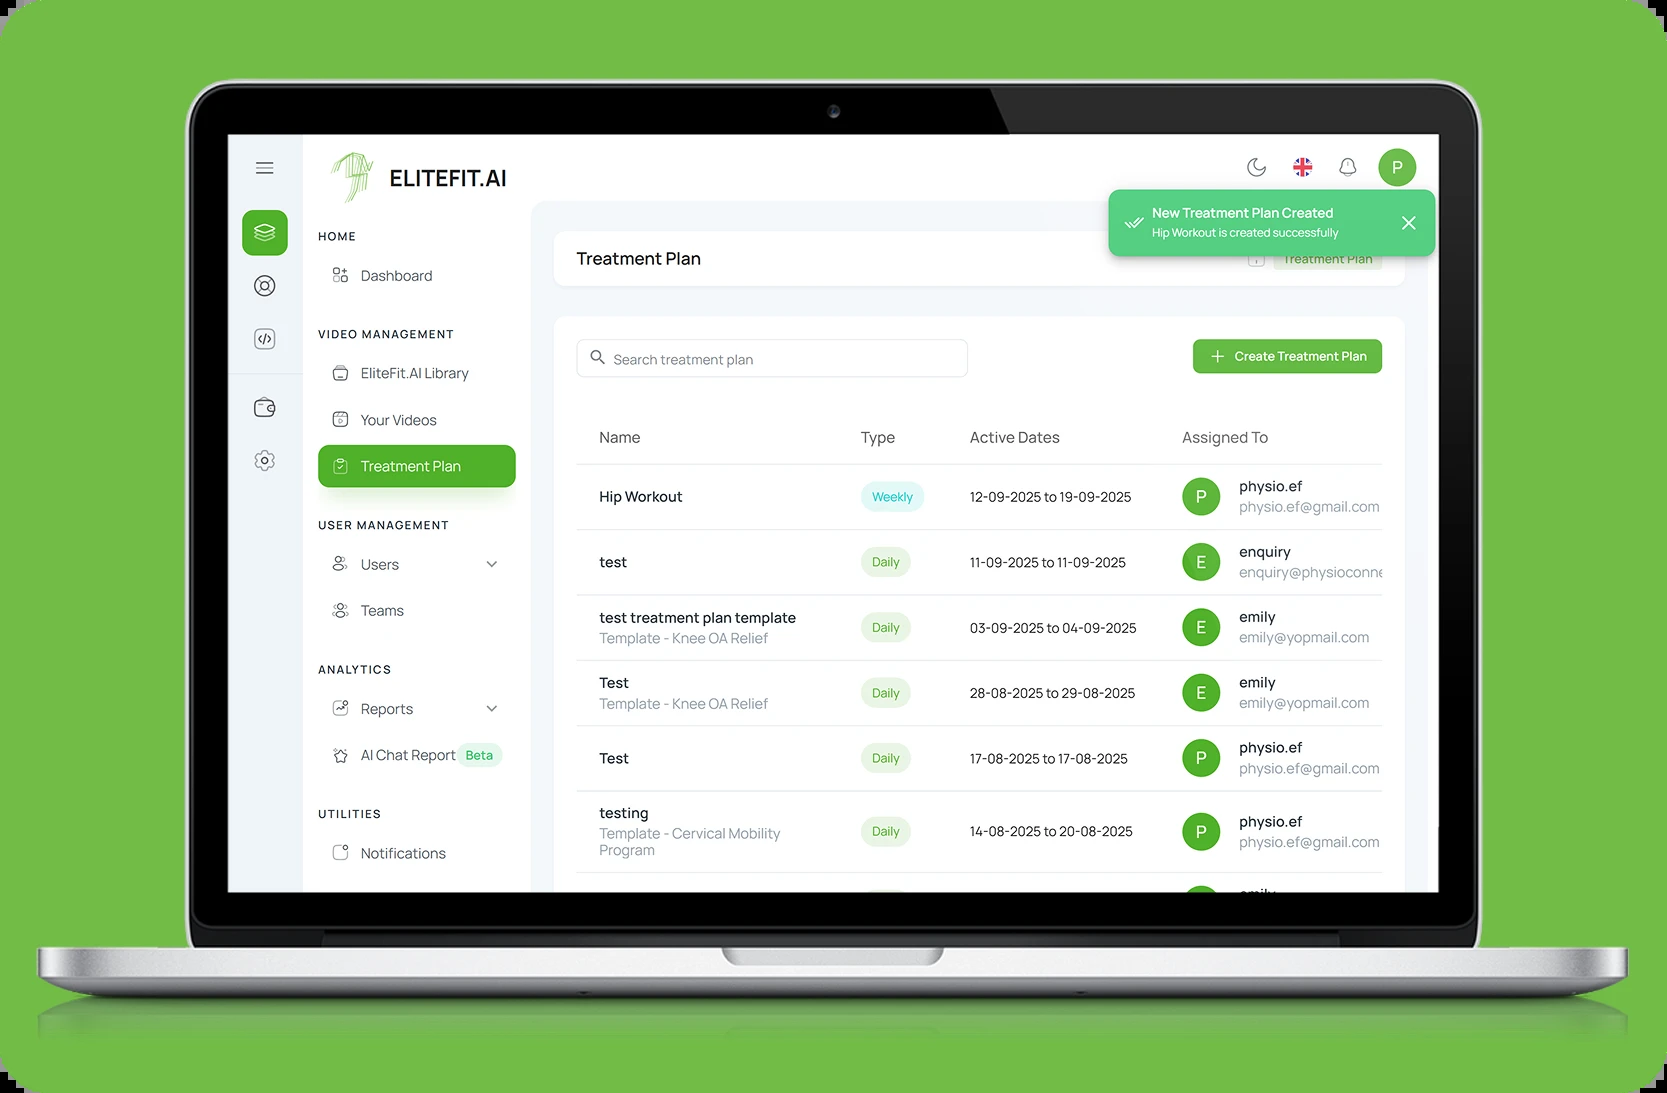 ELITEFIT.AI
P
New Treatment Plan Created
Hip Workout is created successfully
HOME
Dashboard
VIDEO MANAGEMENT
EliteFit.AI Library
Your Videos
Treatment Plan
USER MANAGEMENT
Users
Teams
ANALYTICS
Reports
AI Chat Report Beta
UTILITIES
Notifications
Treatment Plan
Treatment Plan
Search treatment plan
+ Create Treatment Plan
Name Type Active Dates Assigned To
Hip Workout Weekly 12-09-2025 to 19-09-2025 P physio.ef
physio.ef@gmail.com
test Daily 11-09-2025 to 11-09-2025 E enquiry
enquiry@physioconne
test treatment plan template Daily 03-09-2025 to 04-09-2025 E emily
Template - Knee OA Relief emily@yopmail.com
Test Daily 28-08-2025 to 29-08-2025 E emily
Template - Knee OA Relief emily@yopmail.com
Test Daily 17-08-2025 to 17-08-2025 P physio.ef
physio.ef@gmail.com
testing Daily 14-08-2025 to 20-08-2025 P physio.ef
Template - Cervical Mobility physio.ef@gmail.com
Program
emily